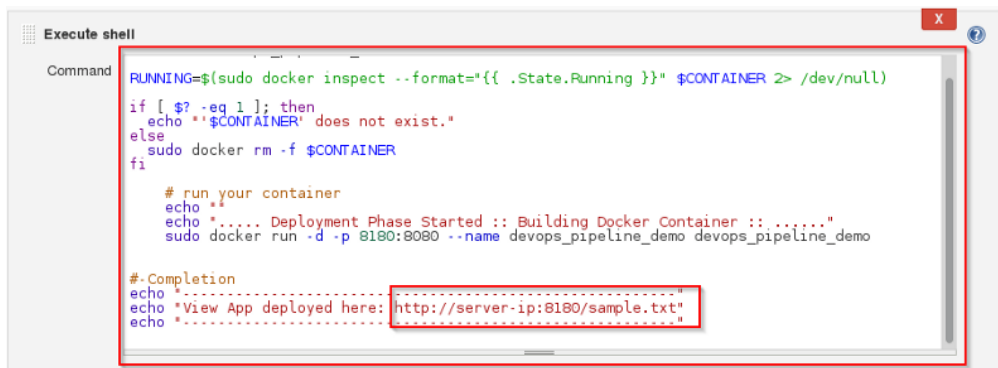 X
Execute shell
?
Command
RUNNING=$(sudo docker inspect --format="{{ .State.Running }}" $CONTAINER 2> /dev/null)
if [ $? -eq 1 ]; then
echo "'$CONTAINER' does not exist."
else
sudo docker rm -f $CONTAINER
fi
# run your container
echo ""
echo "..... Deployment Phase Started :: Building Docker Container :: ......"
sudo docker run -d -p 8180:8080 --name devops_pipeline_demo devops_pipeline_demo
#-Completion
echo "--------------------------------------------------------"
echo "View App deployed here: http://server-ip:8180/sample.txt"
echo "--------------------------------------------------------"